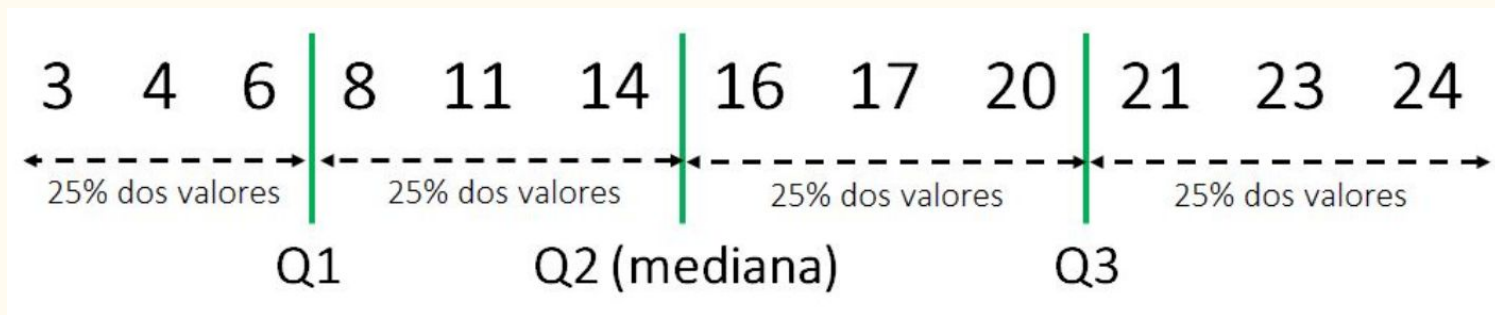 3 4 6 8 11 14 16 17 20 21 23 24
25% dos valores 25% dos valores 25% dos valores 25% dos valores
Q1 Q2 (mediana) Q3